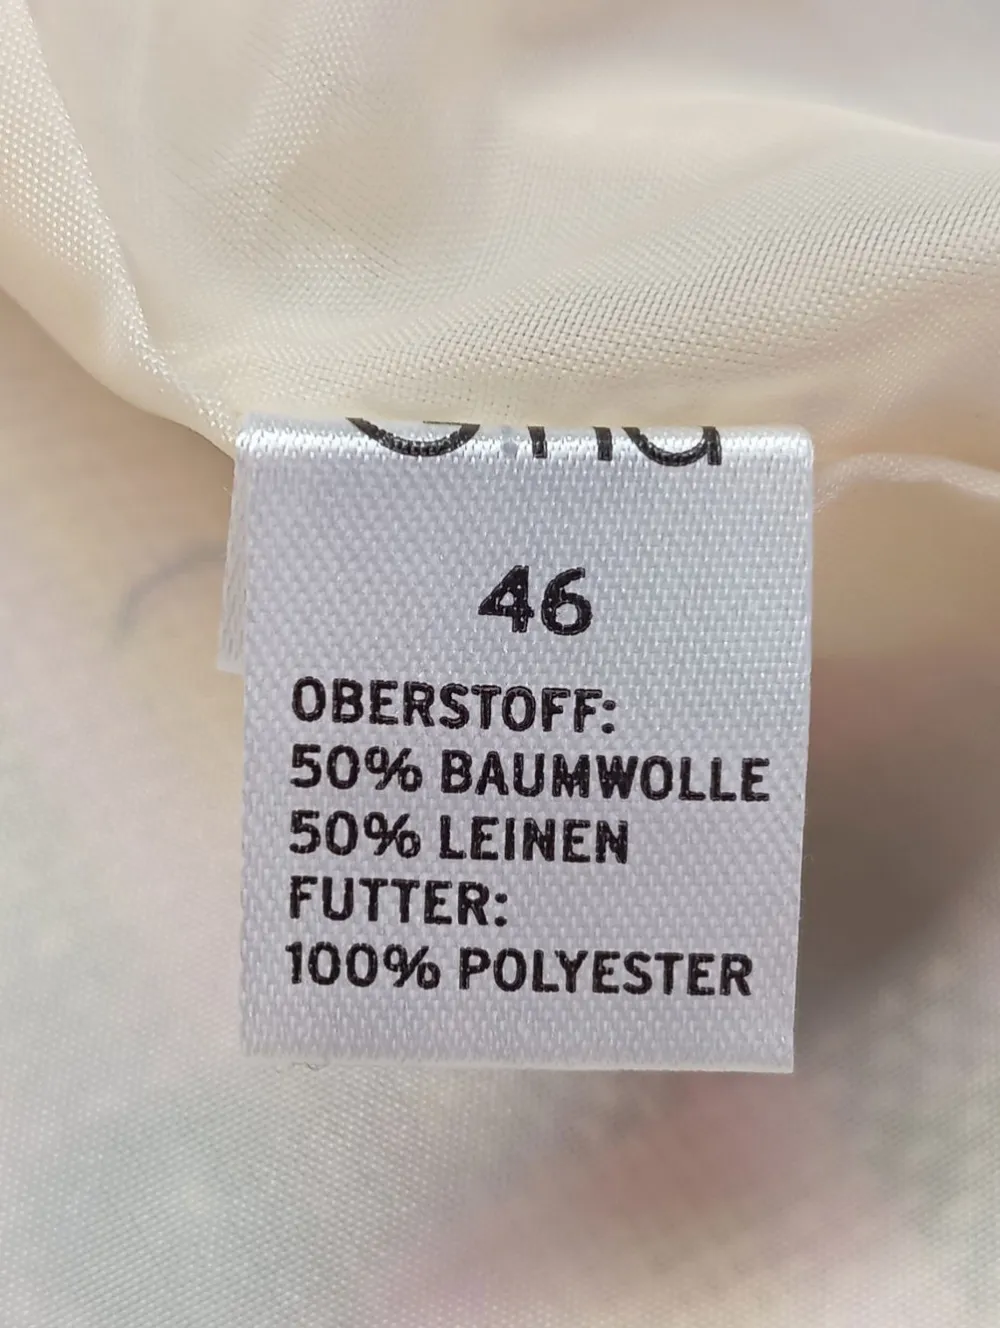 46
OBERSTOFF:
50% BAUMWOLLE
50% LEINEN
FUTTER:
100% POLYESTER